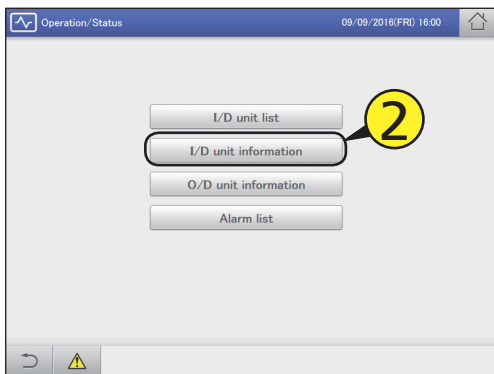 Operation/Status 09/09/2016(FRI) 16:00
I/D unit list
I/D unit information
2
O/D unit information
Alarm list